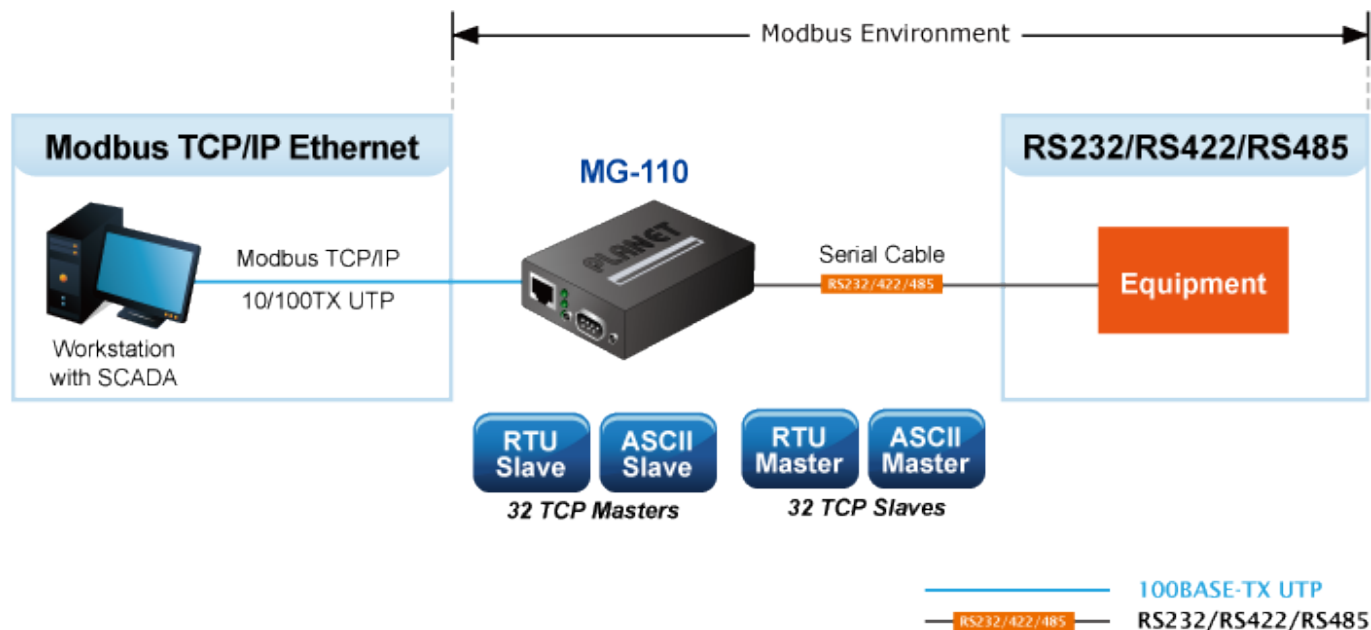 Modbus Environment
Modbus TCP/IP Ethernet
RS232/RS422/RS485
MG-110
PLANET
Modbus TCP/IP
10/100TX UTP
Serial Cable
RS232/422/485
Equipment
Workstation
with SCADA
RTU
Slave
ASCII
Slave
RTU
Master
ASCII
Master
32 TCP Masters
32 TCP Slaves
100BASE-TX UTP
RS232/422/485
RS232/RS422/RS485